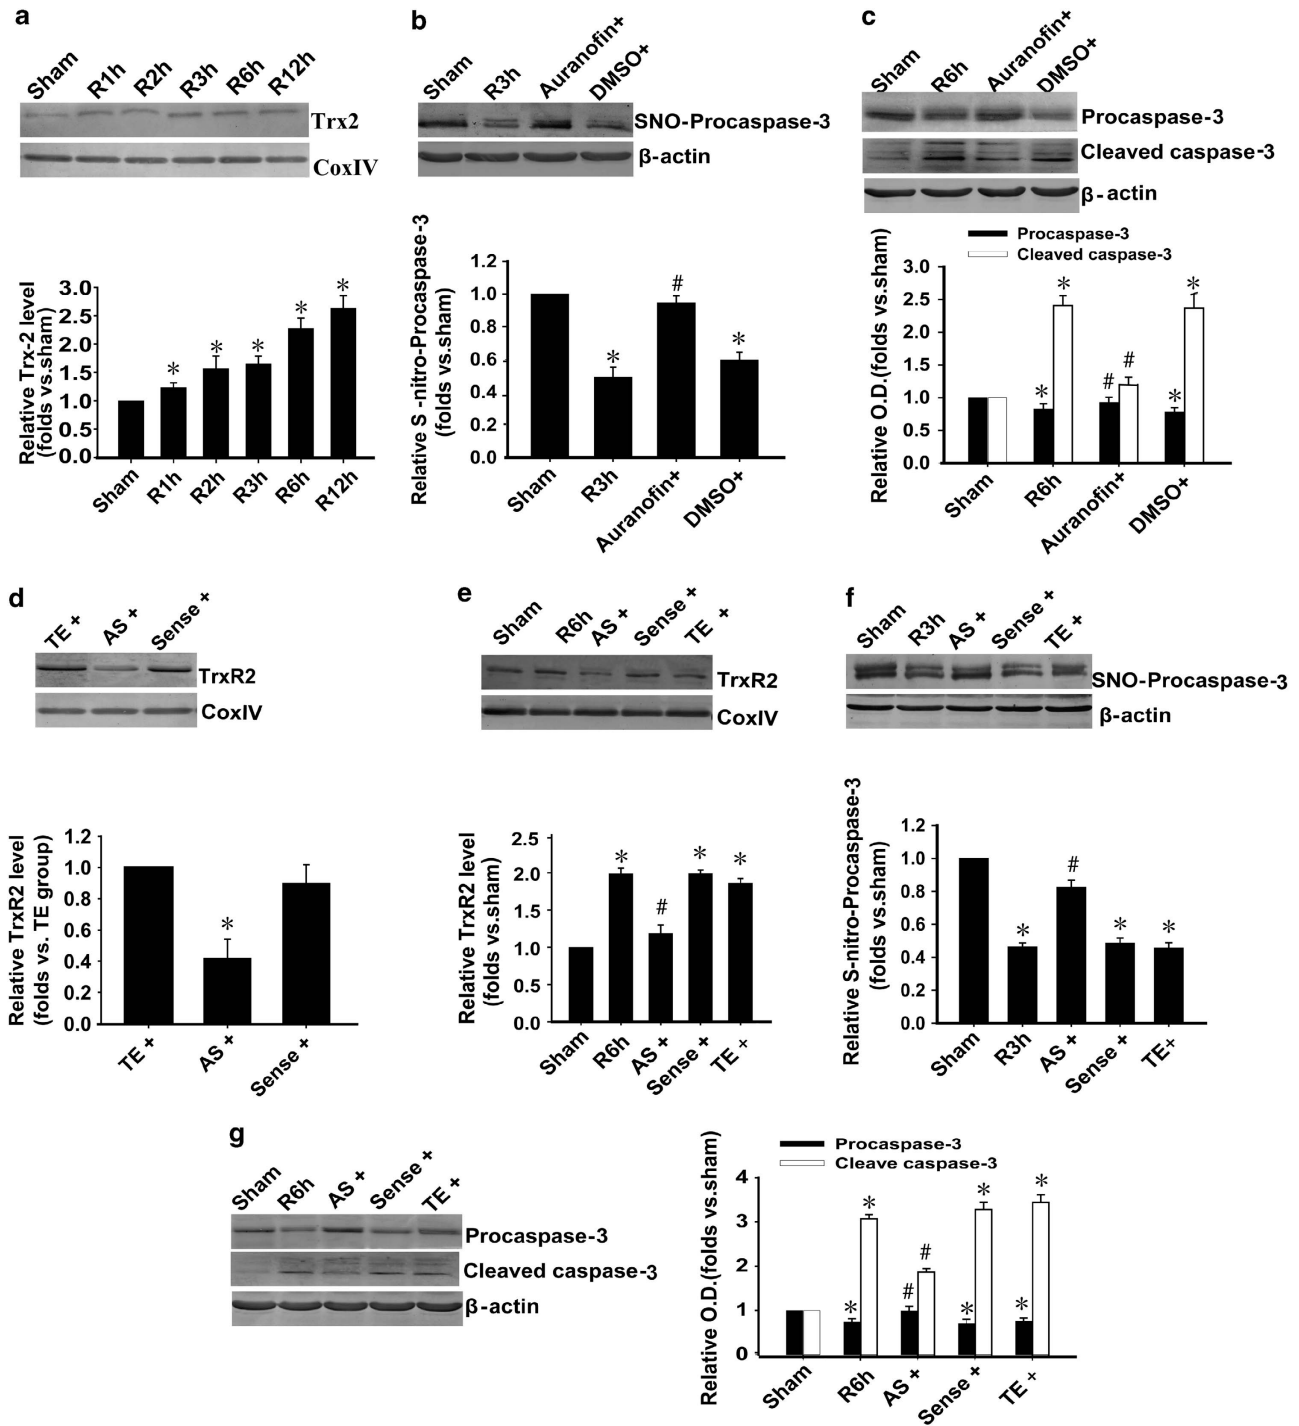 a
Sham R1h R2h R3h R6h R12h
Trx2
CoxIV
Relative Trx-2 level
(folds vs.sham)
3.0
2.5
2.0
1.5
1.0
0.5
0.0
* * * * *
Sham R1h R2h R3h R6h R12h
b
Sham R3h Auranofin+ DMSO+
SNO-Procaspase-3
β-actin
Relative S -nitro-Procaspase-3
(folds vs.sham)
1.2
1.0
0.8
0.6
0.4
0.2
0.0
* # *
Sham R3h Auranofin+ DMSO+
c
Sham R6h Auranofin+ DMSO+
Procaspase-3
Cleaved caspase-3
β- actin
Procaspase-3
Cleaved caspase-3
Relative O.D.(folds vs.sham)
3.0
2.5
2.0
1.5
1.0
0.5
0.0
* * # # * *
Sham R6h Auranofin+ DMSO+
d
TE + AS + Sense +
TrxR2
CoxIV
Relative TrxR2 level
(folds vs. TE group)
1.2
1.0
0.8
0.6
0.4
0.2
0.0
*
TE + AS + Sense +
e
Sham R6h AS + Sense + TE +
TrxR2
CoxIV
Relative TrxR2 level
(folds vs.sham)
2.5
2.0
1.5
1.0
0.5
0.0
* # * *
Sham R6h AS + Sense + TE +
f
Sham R3h AS + Sense + TE +
SNO-Procaspase-3
β-actin
Relative S-nitro-Procaspase-3
(folds vs.sham)
1.2
1.0
0.8
0.6
0.4
0.2
0.0
* # * *
Sham R3h AS + Sense + TE+
g
Sham R6h AS + Sense + TE +
Procaspase-3
Cleaved caspase-3
β-actin
Procaspase-3
Cleave caspase-3
Relative O.D.(folds vs.sham)
4
3
2
1
0
* * # # * * * *
Sham R6h AS + Sense + TE +